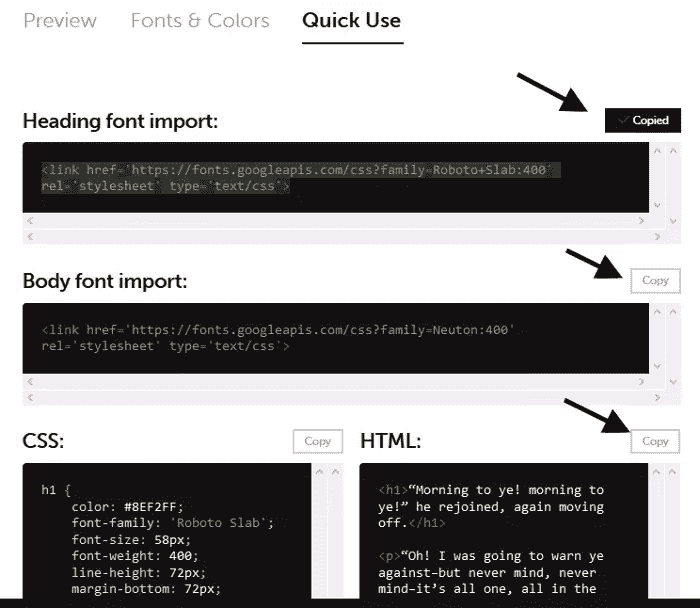 Preview Fonts & Colors Quick Use
Heading font import:
✓ Copied
<link href='https://fonts.googleapis.com/css?family=Roboto+Slab:400'
rel='stylesheet' type='text/css'>
Body font import:
Copy
<link href='https://fonts.googleapis.com/css?family=Neuton:400'
rel='stylesheet' type='text/css'>
CSS:
Copy
h1 {
color: #8EF2FF;
font-family: 'Roboto Slab';
font-size: 58px;
font-weight: 400;
line-height: 72px;
margin-bottom: 72px;
HTML:
Copy
<h1>“Morning to ye! morning to
ye!” he rejoined, again moving
off.</h1>
<p>“Oh! I was going to warn ye
against—but never mind, never
mind—it’s all one, all in the